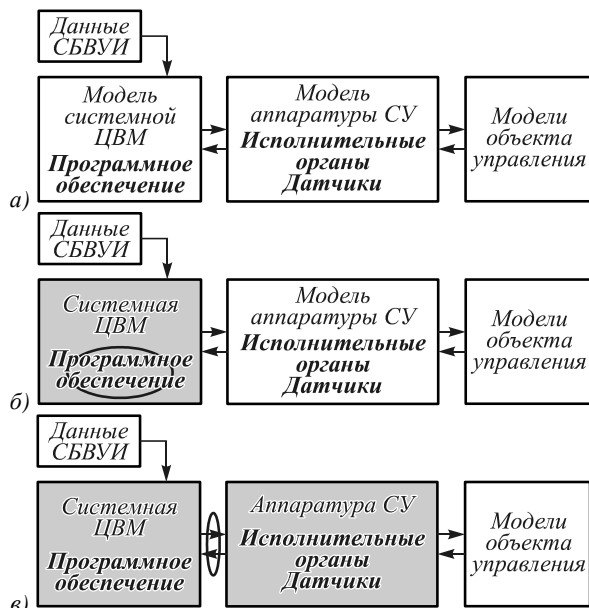 Данные
СБВУИ
Модель
системной
ЦВМ
Программное
обеспечение
Модель
аппаратуры СУ
Исполнительные
органы
Датчики
Модели
объекта
управления
а)
Данные
СБВУИ
Системная
ЦВМ
Программное
обеспечение
Модель
аппаратуры СУ
Исполнительные
органы
Датчики
Модели
объекта
управления
б)
Данные
СБВУИ
Системная
ЦВМ
Программное
обеспечение
Аппаратура СУ
Исполнительные
органы
Датчики
Модели
объекта
управления
в)